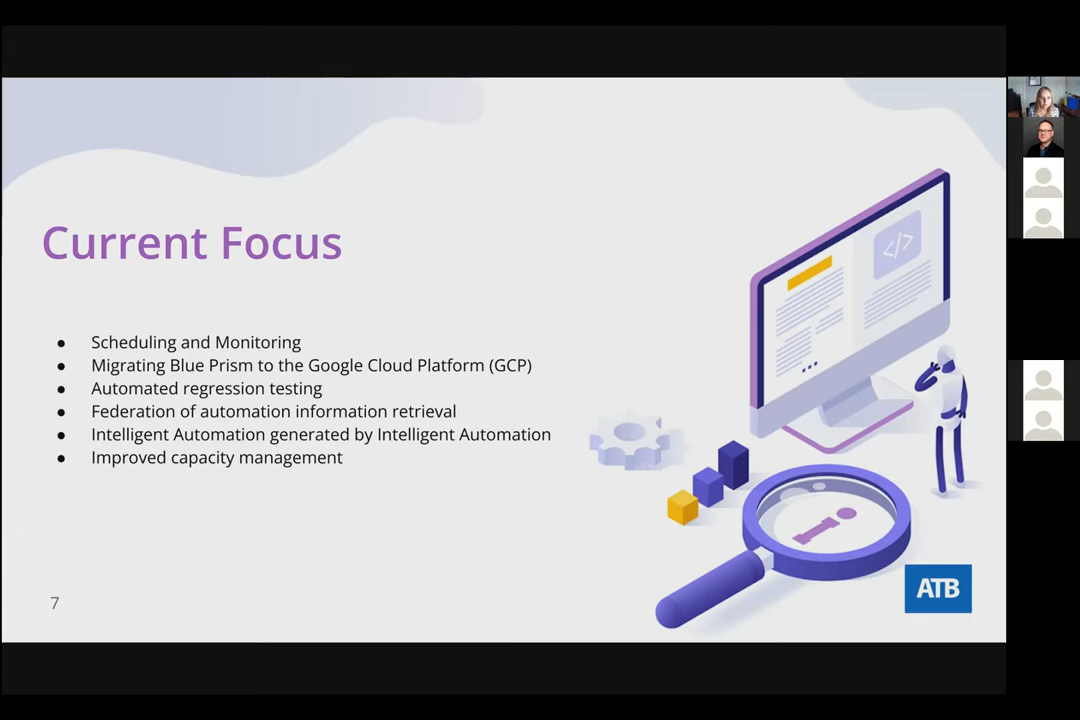 Current Focus
● Scheduling and Monitoring
● Migrating Blue Prism to the Google Cloud Platform (GCP)
● Automated regression testing
● Federation of automation information retrieval
● Intelligent Automation generated by Intelligent Automation
● Improved capacity management
</>
i
7
ATB